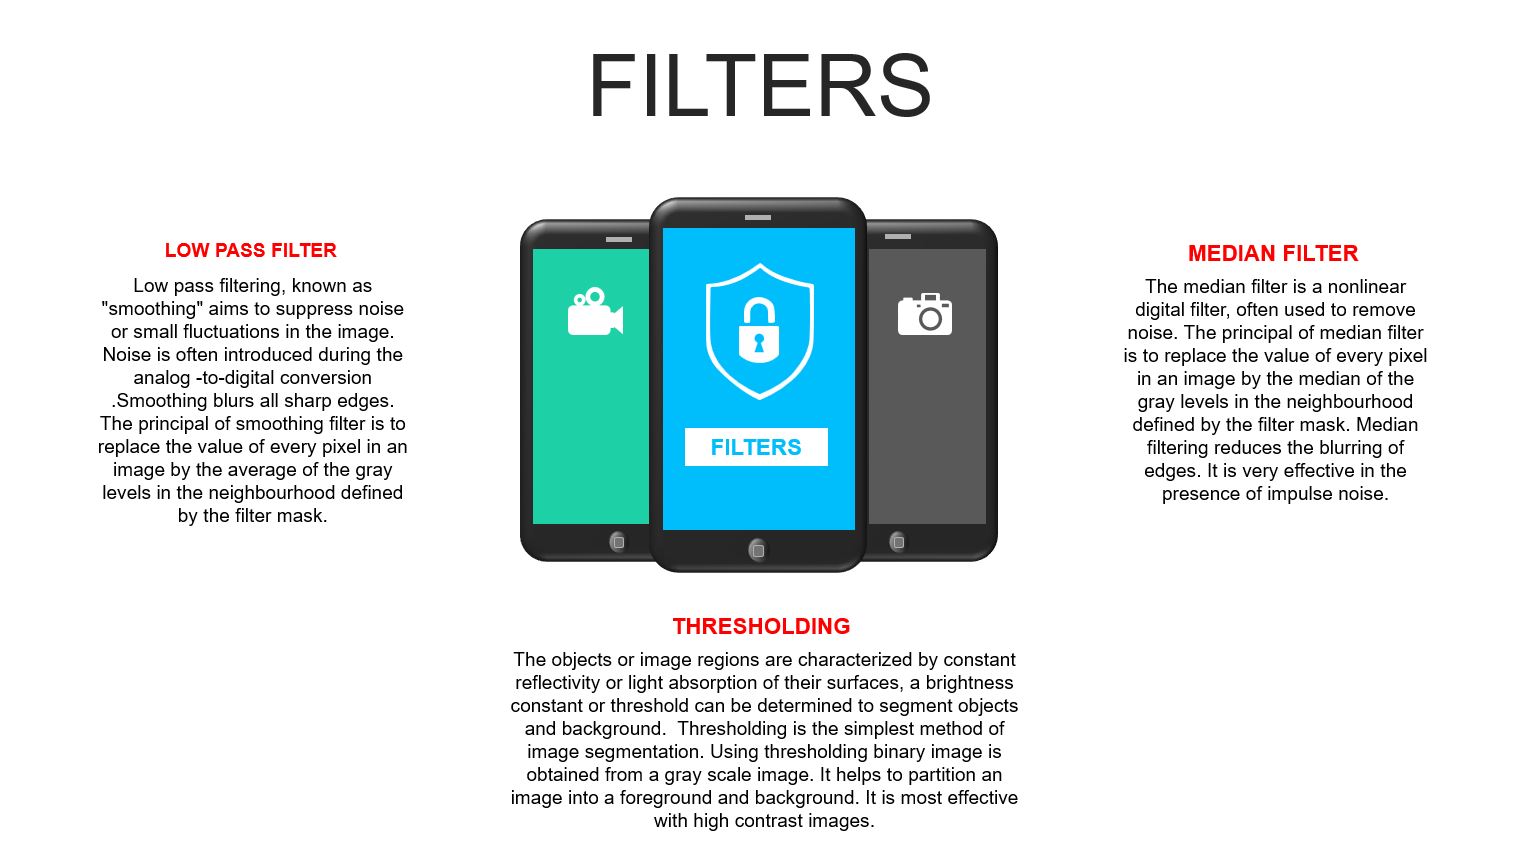 FILTERS
LOW PASS FILTER
Low pass filtering, known as
"smoothing" aims to suppress noise
or small fluctuations in the image.
Noise is often introduced during the
analog -to-digital conversion
.Smoothing blurs all sharp edges.
The principal of smoothing filter is to
replace the value of every pixel in an
image by the average of the gray
levels in the neighbourhood defined
by the filter mask.
FILTERS
MEDIAN FILTER
The median filter is a nonlinear
digital filter, often used to remove
noise. The principal of median filter
is to replace the value of every pixel
in an image by the median of the
gray levels in the neighbourhood
defined by the filter mask. Median
filtering reduces the blurring of
edges. It is very effective in the
presence of impulse noise.
THRESHOLDING
The objects or image regions are characterized by constant
reflectivity or light absorption of their surfaces, a brightness
constant or threshold can be determined to segment objects
and background.  Thresholding is the simplest method of
image segmentation. Using thresholding binary image is
obtained from a gray scale image. It helps to partition an
image into a foreground and background. It is most effective
with high contrast images.